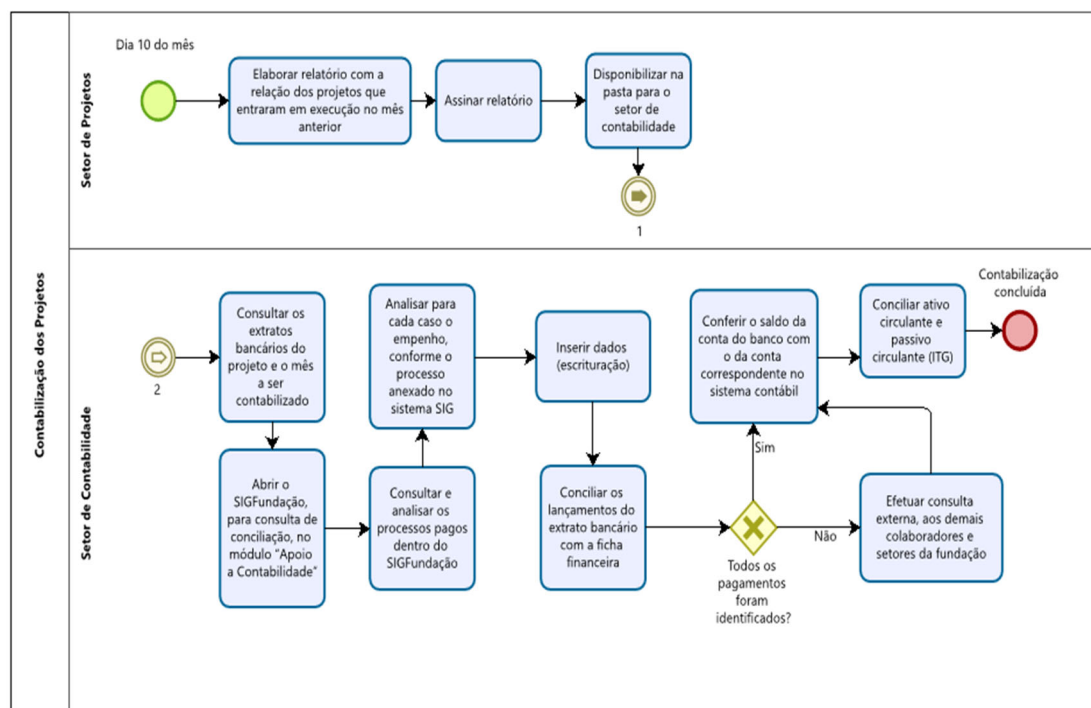 Contabilização dos Projetos
Setor de Projetos
Dia 10 do mês
Elaborar relatório com a
relação dos projetos que
entraram em execução no mês
anterior
Assinar relatório
Disponibilizar na
pasta para o
setor de
contabilidade
1
Setor de Contabilidade
2
Consultar os
extratos
bancários do
projeto e o mês
a ser
contabilizado
Abrir o
SIGFundação,
para consulta de
conciliação, no
módulo "Apoio
a Contabilidade"
Consultar e
analisar os
processos pagos
dentro do
SIGFundação
Analisar para
cada caso o
empenho,
conforme o
processo
anexado no
sistema SIG
Inserir dados
(escrituração)
Conciliar os
lançamentos do
extrato bancário
com a ficha
financeira
Todos os
pagamentos
foram
identificados?
Sim
Não
Efetuar consulta
externa, aos demais
colaboradores e
setores da fundação
Conferir o saldo da
conta do banco com
o da conta
correspondente no
sistema contábil
Conciliar ativo
circulante e
passivo
circulante (ITG)
Contabilização
concluída